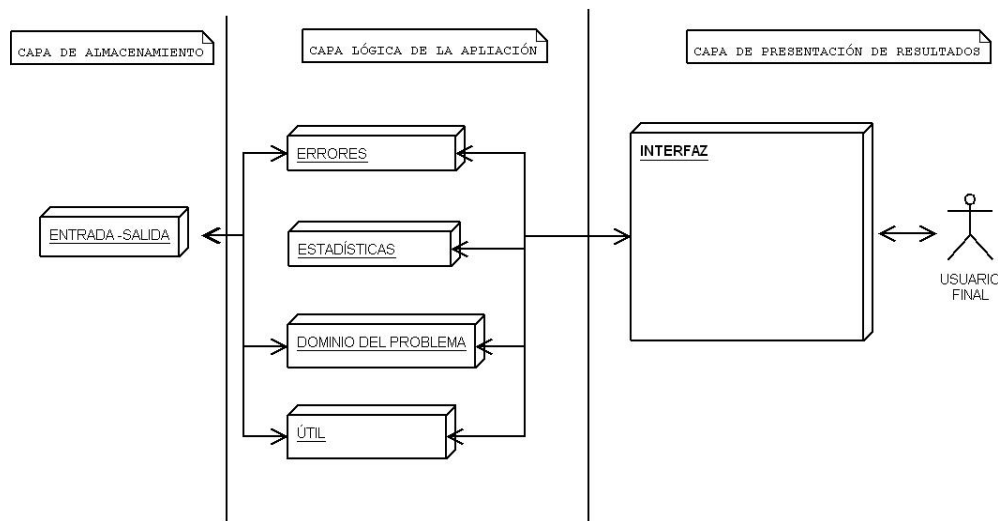 CAPA DE ALMACENAMIENTO
CAPA LÓGICA DE LA APLIACIÓN
CAPA DE PRESENTACIÓN DE RESULTADOS
ERRORES
INTERFAZ
ENTRADA -SALIDA
ESTADÍSTICAS
USUARIO
FINAL
DOMINIO DEL PROBLEMA
ÚTIL